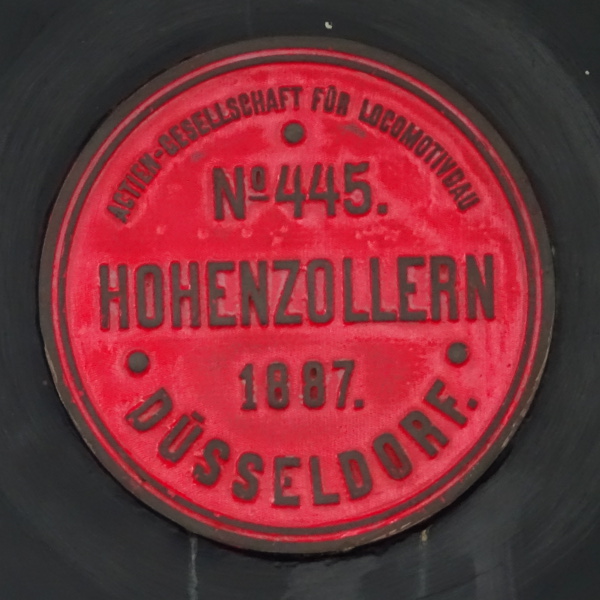 ACTIEN-GESELLSCHAFT FÜR LOCOMOTIVBAU
Nº 445.
HOHENZOLLERN
1887.
DÜSSELDORF.